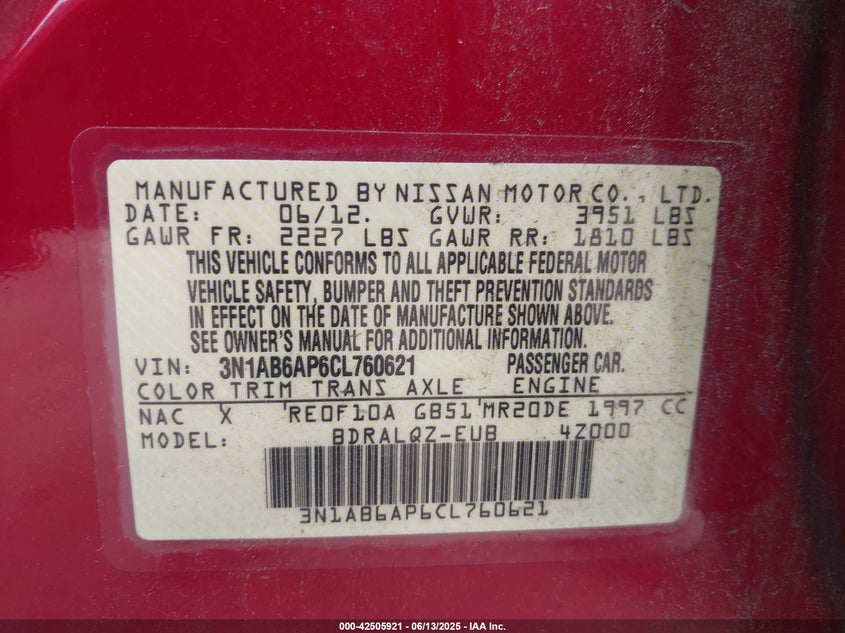 MANUFACTURED BY NISSAN MOTOR CO., LTD.
DATE: 06/12. GVWR: 3951 LBS
GAWR FR: 2227 LBS GAWR RR: 1810 LBS
THIS VEHICLE CONFORMS TO ALL APPLICABLE FEDERAL MOTOR
VEHICLE SAFETY, BUMPER AND THEFT PREVENTION STANDARDS
IN EFFECT ON THE DATE OF MANUFACTURE SHOWN ABOVE.
SEE OWNER'S MANUAL FOR ADDITIONAL INFORMATION.
VIN: 3N1AB6AP6CL760621 PASSENGER CAR.
COLOR TRIM TRANS AXLE ENGINE
NAC X RE0F10A GB51 MR20DE 1997 CC
MODEL: BDRALQZ-EUB 4Z000
3N1AB6AP6CL760621
000-42505921 | 06/13/2025 - IAA Inc.